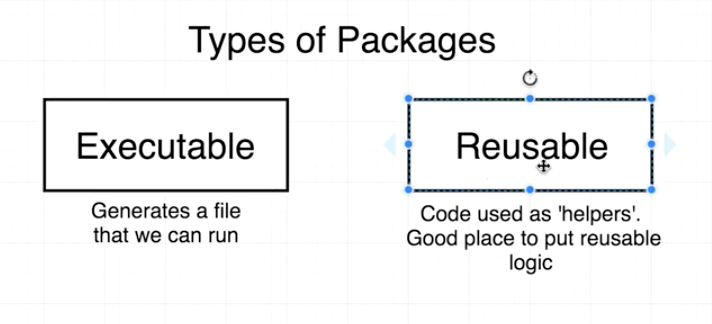 Types of Packages
Executable
Generates a file
that we can run
Reusable
Code used as 'helpers'.
Good place to put reusable
logic